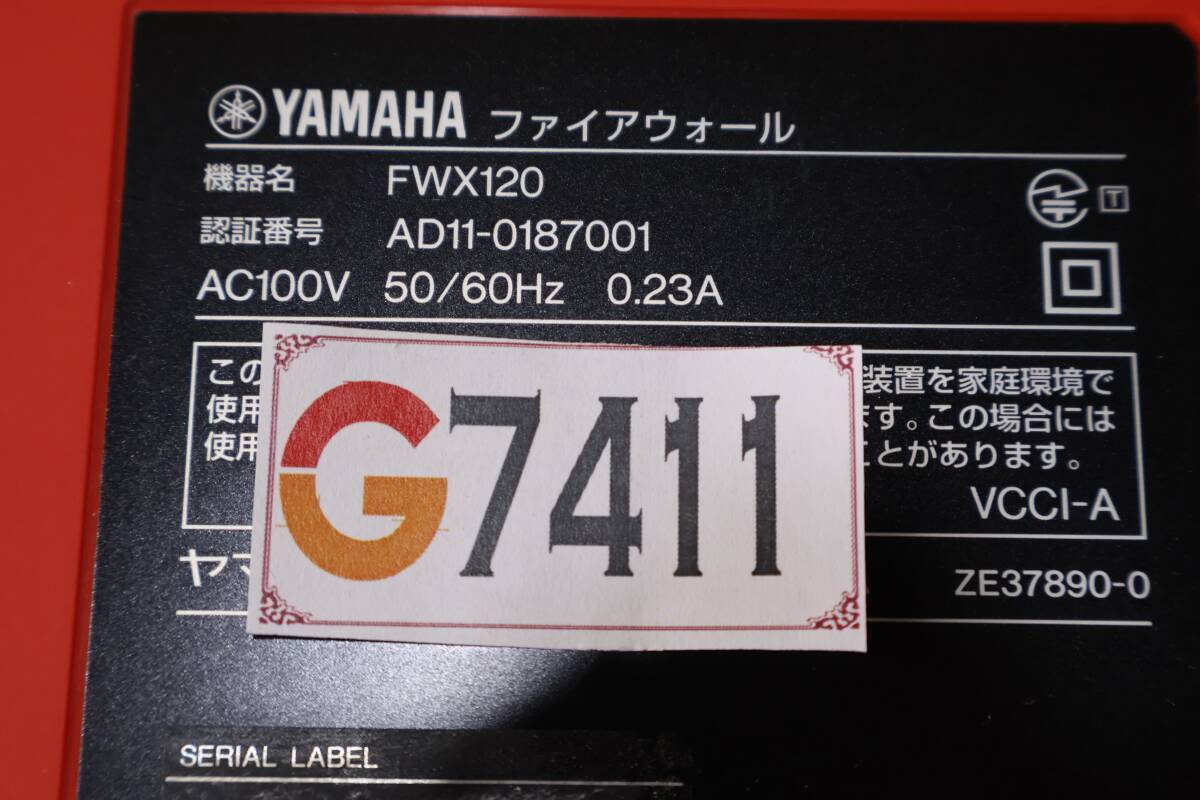 YAMAHA ファイアウォール
機器名 FWX120
認証番号 AD11-0187001
T
AC100V 50/60Hz 0.23A
この 装置を家庭環境で
使用 ます。この場合には
使用 ことがあります。
VCCI-A
G7411
ヤマ ZE37890-0
SERIAL LABEL